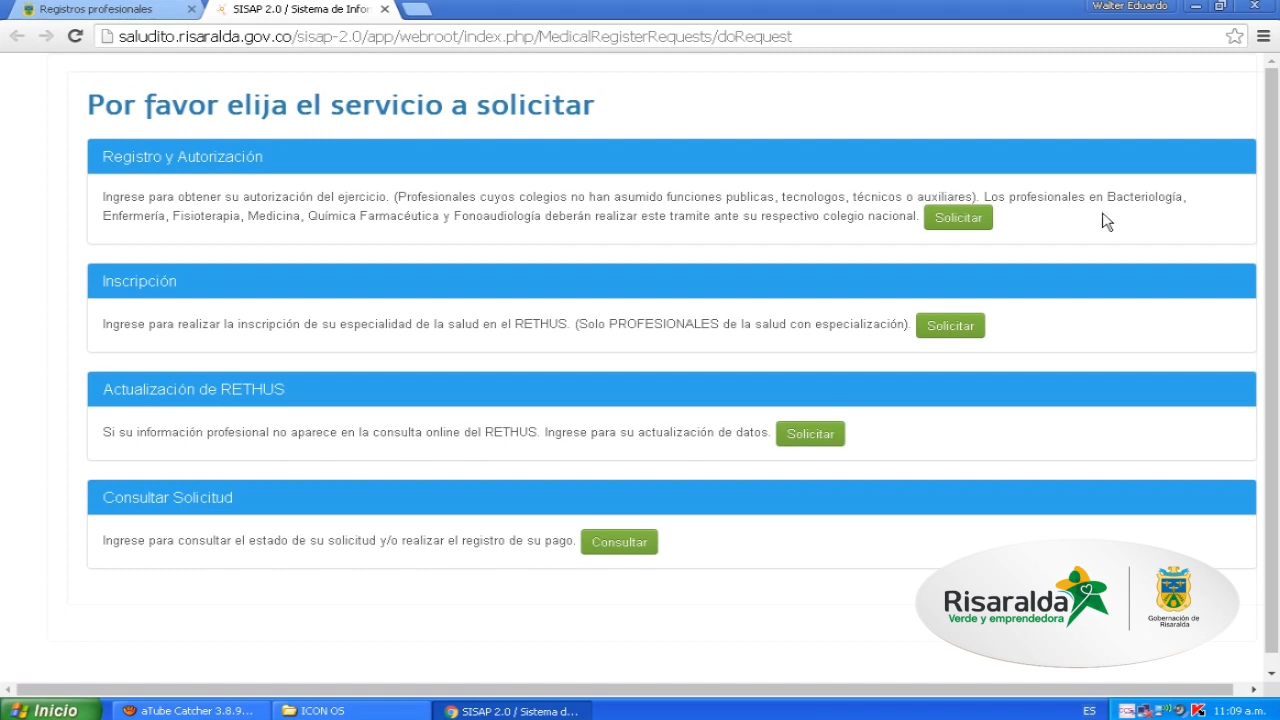 Registros profesionales
SISAP 2.0 / Sistema de Infor
Walter Eduardo
saludito.risaralda.gov.co/sisap-2.0/app/webroot/index.php/MedicalRegisterRequests/doRequest
Por favor elija el servicio a solicitar
Registro y Autorización
Ingrese para obtener su autorización del ejercicio. (Profesionales cuyos colegios no han asumido funciones publicas, tecnologos, técnicos o auxiliares). Los profesionales en Bacteriología,
Enfermería, Fisioterapia, Medicina, Química Farmacéutica y Fonoaudiología deberán realizar este tramite ante su respectivo colegio nacional. Solicitar
Inscripción
Ingrese para realizar la inscripción de su especialidad de la salud en el RETHUS. (Solo PROFESIONALES de la salud con especialización). Solicitar
Actualización de RETHUS
Si su información profesional no aparece en la consulta online del RETHUS. Ingrese para su actualización de datos. Solicitar
Consultar Solicitud
Ingrese para consultar el estado de su solicitud y/o realizar el registro de su pago. Consultar
Risaralda
Verde y emprendedora
Gobernación de
Risaralda
Inicio
aTube Catcher 3.8.9...
ICON OS
SISAP 2.0 / Sistema d...
ES
11:09 a.m.